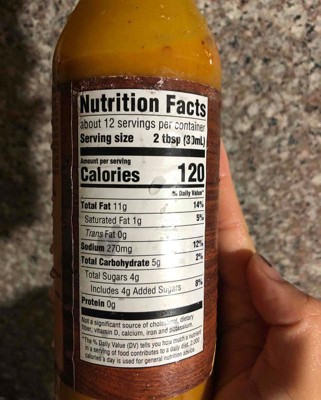 Nutrition Facts
about 12 servings per container
Serving size 2 tbsp (30mL)
Amount per serving
Calories 120
% Daily Value*
Total Fat 11g 14%
Saturated Fat 1g 5%
Trans Fat 0g
Sodium 270mg 12%
Total Carbohydrate 5g 2%
Total Sugars 4g
Includes 4g Added Sugars 8%
Protein 0g
Not a significant source of cholesterol, dietary
fiber, vitamin D, calcium, iron and potassium.
*The % Daily Value (DV) tells you how much a nutrient
in a serving of food contributes to a daily diet. 2,000
calories a day is used for general nutrition advice.